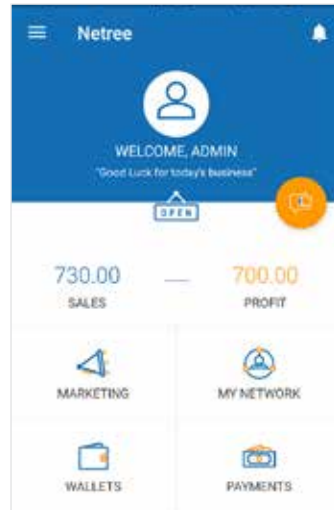 Netree
WELCOME, ADMIN
"Good Luck for today's business"
OPEN
730.00
700.00
SALES
PROFIT
MARKETING
MY NETWORK
WALLETS
PAYMENTS